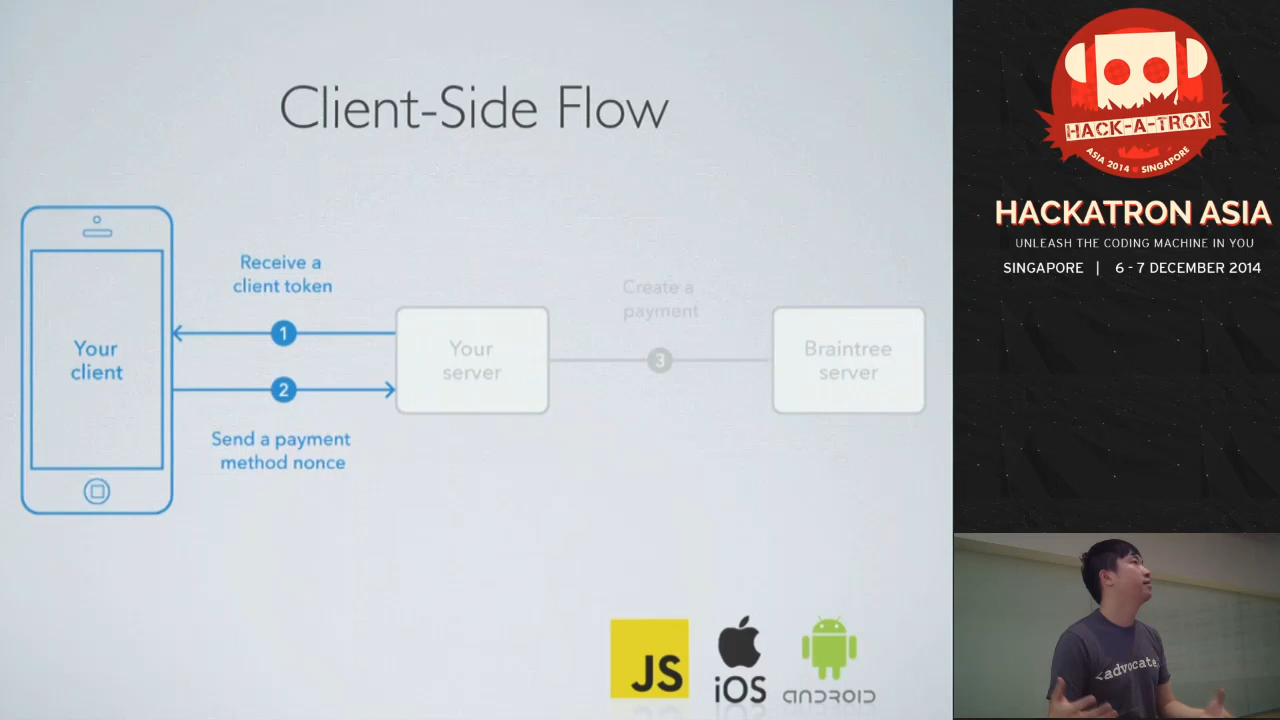 Client-Side Flow
Receive a
client token
1
Your
client
2
Send a payment
method nonce
Your
server
Create a
payment
3
Braintree
server
JS
iOS
ANDROID
HACK-A-TRON
ASIA 2014 SINGAPORE
HACKATRON ASIA
UNLEASH THE CODING MACHINE IN YOU
SINGAPORE | 6 - 7 DECEMBER 2014
<advocate